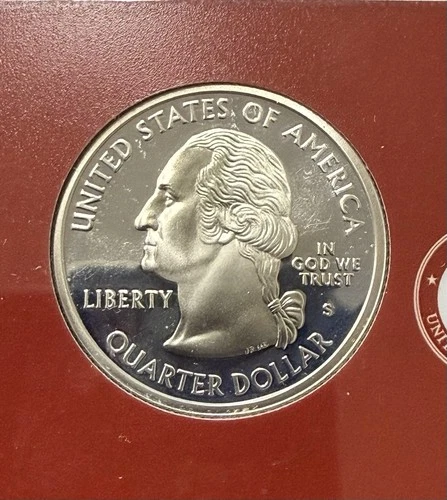 UNITED STATES OF AMERICA
LIBERTY
IN
GOD WE
TRUST
S
QUARTER DOLLAR